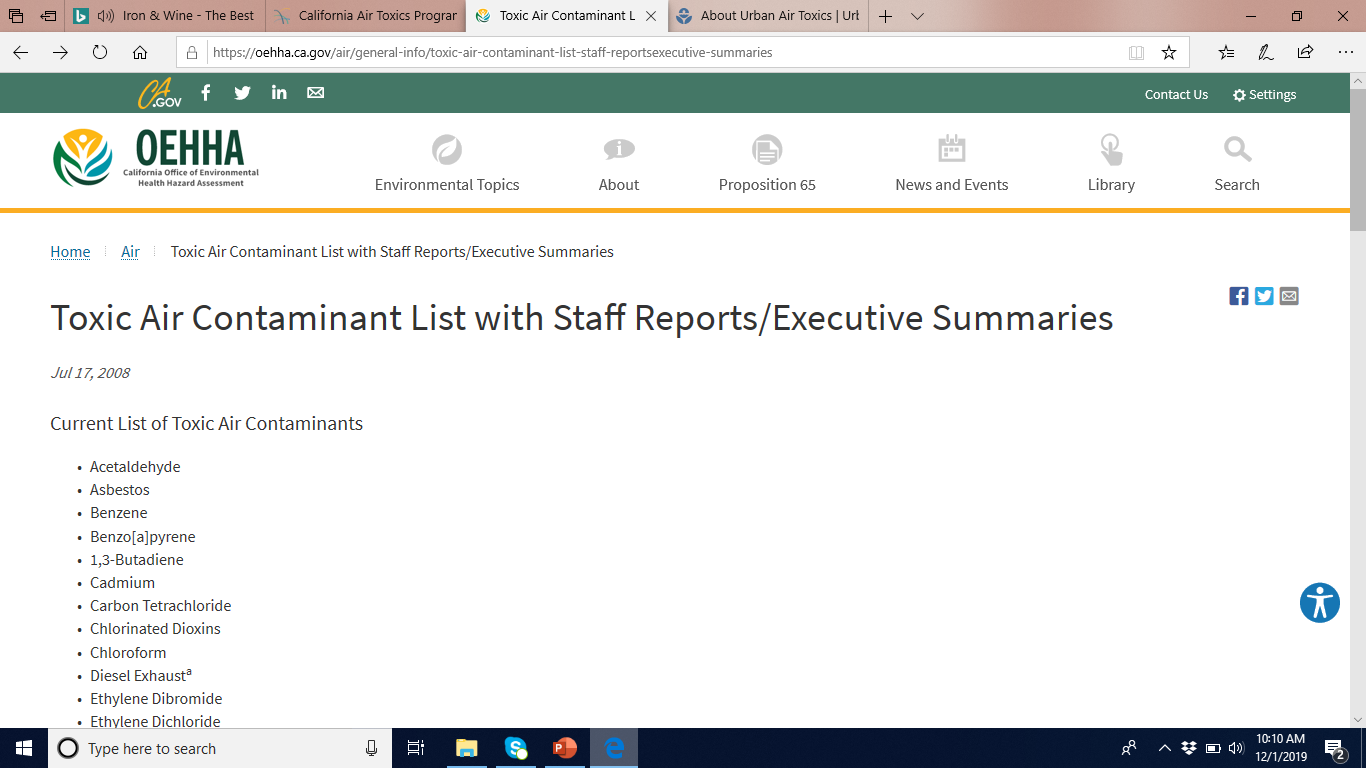 Iron & Wine - The Best
California Air Toxics Progran
Toxic Air Contaminant L
About Urban Air Toxics | Urb
https://oehha.ca.gov/air/general-info/toxic-air-contaminant-list-staff-reportsexecutive-summaries
CA.GOV
Contact Us
Settings
OEHHA
California Office of Environmental
Health Hazard Assessment
Environmental Topics
About
Proposition 65
News and Events
Library
Search
Home
Air
Toxic Air Contaminant List with Staff Reports/Executive Summaries
Toxic Air Contaminant List with Staff Reports/Executive Summaries
Jul 17, 2008
Current List of Toxic Air Contaminants
• Acetaldehyde
• Asbestos
• Benzene
• Benzo[a]pyrene
• 1,3-Butadiene
• Cadmium
• Carbon Tetrachloride
• Chlorinated Dioxins
• Chloroform
• Diesel Exhaustᵃ
• Ethylene Dibromide
• Ethylene Dichloride
Type here to search
10:10 AM
12/1/2019
2